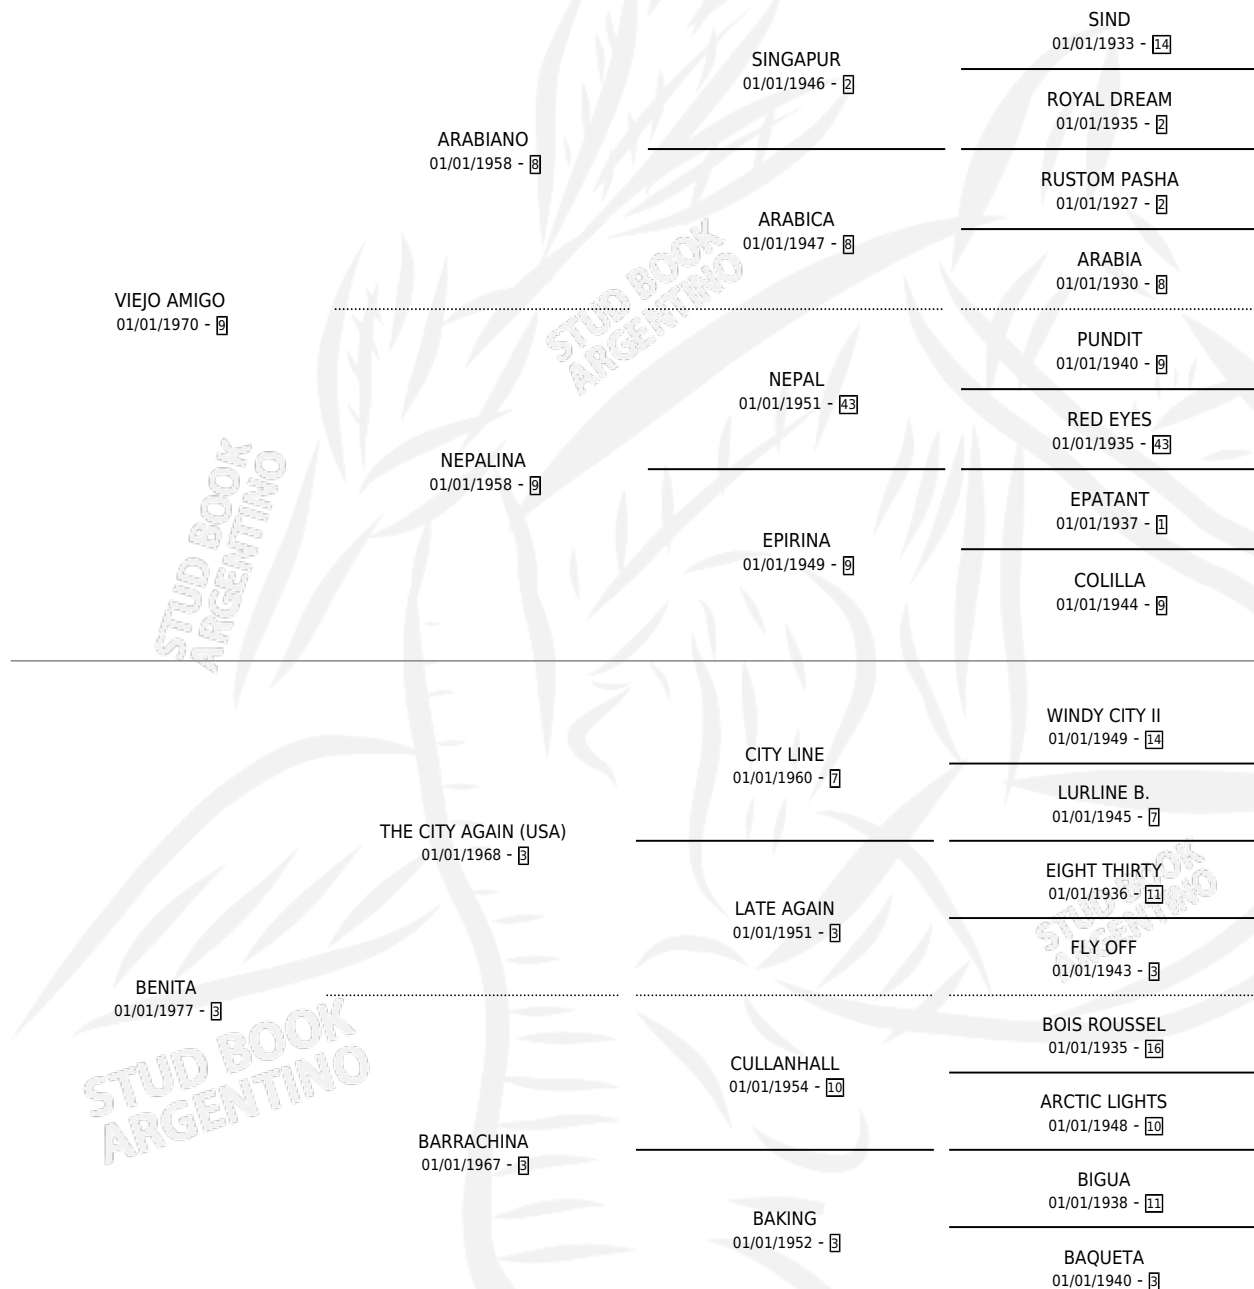 SIND
01/01/1933 - 14
SINGAPUR
01/01/1946 - 2
ROYAL DREAM
01/01/1935 - 2
ARABIANO
01/01/1958 - 8
RUSTOM PASHA
01/01/1927 - 2
ARABICA
01/01/1947 - 8
ARABIA
01/01/1930 - 8
VIEJO AMIGO
01/01/1970 - 9
PUNDIT
01/01/1940 - 9
NEPAL
01/01/1951 - 43
RED EYES
01/01/1935 - 43
NEPALINA
01/01/1958 - 9
EPATANT
01/01/1937 - 1
EPIRINA
01/01/1949 - 9
COLILLA
01/01/1944 - 9
WINDY CITY II
01/01/1949 - 14
CITY LINE
01/01/1960 - 7
LURLINE B.
01/01/1945 - 7
THE CITY AGAIN (USA)
01/01/1968 - 3
EIGHT THIRTY
01/01/1936 - 11
LATE AGAIN
01/01/1951 - 3
FLY OFF
01/01/1943 - 3
BENITA
01/01/1977 - 3
BOIS ROUSSEL
01/01/1935 - 16
CULLANHALL
01/01/1954 - 10
ARCTIC LIGHTS
01/01/1948 - 10
BARRACHINA
01/01/1967 - 3
BIGUA
01/01/1938 - 11
BAKING
01/01/1952 - 3
BAQUETA
01/01/1940 - 3
STUD BOOK
ARGENTINO
STUD BOOK
ARGENTINO
STUD BOOK
ARGENTINO
STUD BOOK
ARGENTINO